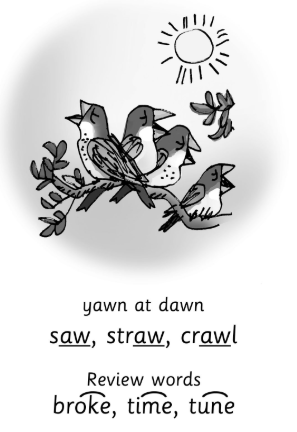 yawn at dawn
saw, straw, crawl
Review words
broke, time, tune